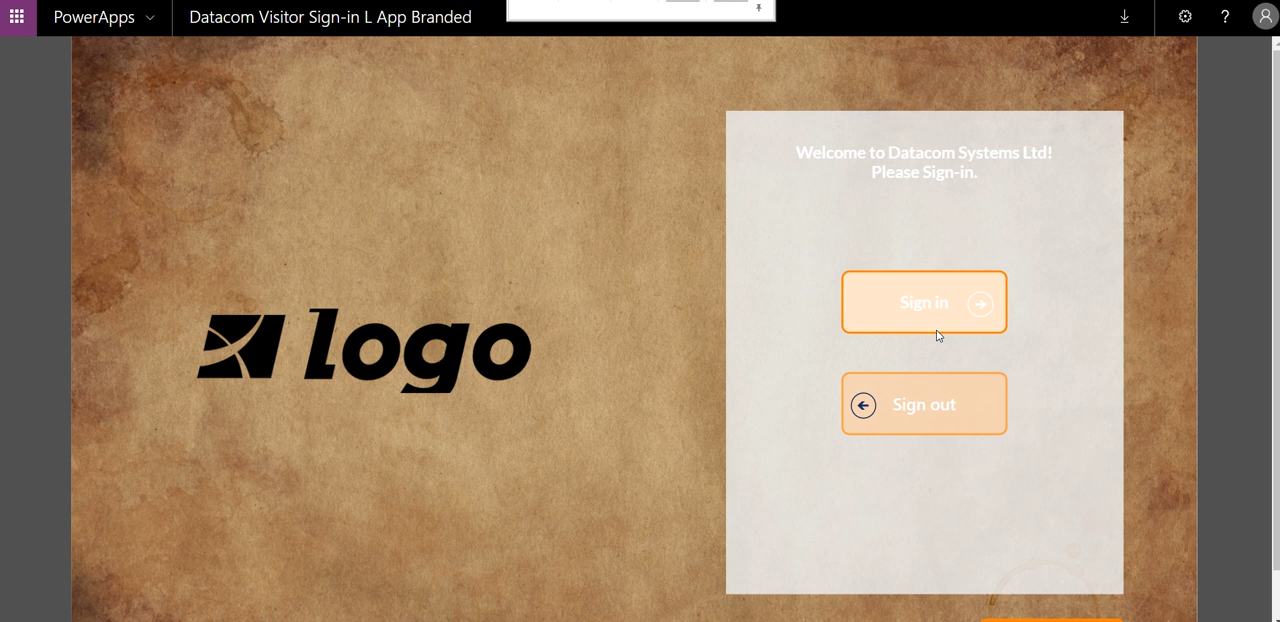 PowerApps
Datacom Visitor Sign-in L App Branded
?
Welcome to Datacom Systems Ltd!
Please Sign-in.
logo
Sign in
Sign out